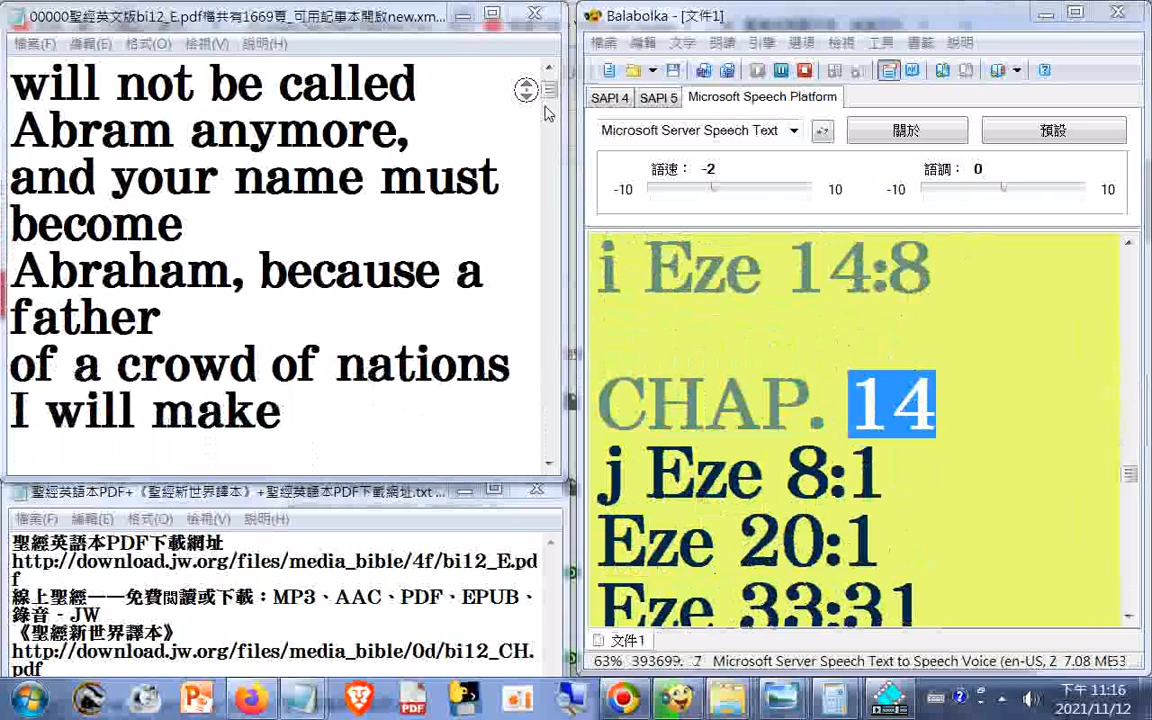 00000聖經英文版bi12_E.pdf檔共有1669頁_可用記事本開啟new.xm...
檔案(F) 編輯(E) 格式(O) 檢視(V) 說明(H)
will not be called
Abram anymore,
and your name must
become
Abraham, because a
father
of a crowd of nations
I will make
聖經英語本PDF+《聖經新世界譯本》+聖經英語本PDF下載網址.txt ...
檔案(F) 編輯(E) 格式(O) 檢視(V) 說明(H)
聖經英語本PDF下載網址
http://download.jw.org/files/media_bible/4f/bi12_E.pd
f
線上聖經——免費閱讀或下載：MP3、AAC、PDF、EPUB、
錄音 - JW
《聖經新世界譯本》
http://download.jw.org/files/media_bible/0d/bi12_CH.
pdf
Balabolka - [文件1]
檔案 編輯 文字 朗讀 引擎 選項 檢視 工具 書籤 說明
SAPI 4 SAPI 5 Microsoft Speech Platform
Microsoft Server Speech Text 關於 預設
語速： -2 語調： 0
-10 10 -10 10
i Eze 14:8
CHAP. 14
j Eze 8:1
Eze 20:1
Eze 33:31
文件1
63% 393699. Microsoft Server Speech Text to Speech Voice (en-US, 7.08 ME
下午 11:16
2021/11/12